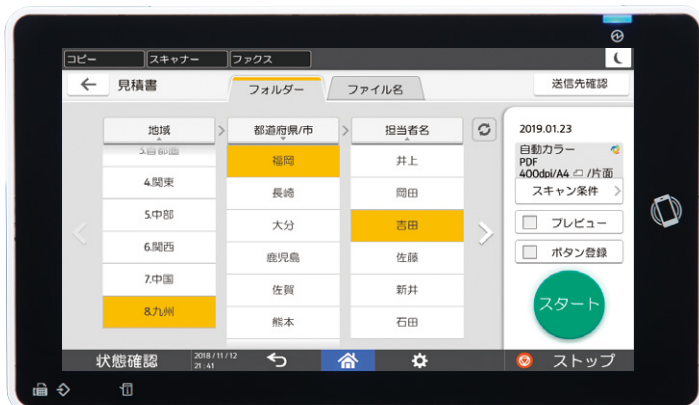 コピー
スキャナー
ファクス
見積書
フォルダー
ファイル名
送信先確認
地域
都道府県/市
担当者名
4.関東
5.中部
6.関西
7.中国
8.九州
福岡
長崎
大分
鹿児島
佐賀
熊本
井上
岡田
吉田
佐藤
新井
石田
2019.01.23
自動カラー
PDF
400dpi/A4 /片面
スキャン条件
プレビュー
ボタン登録
スタート
状態確認
2018/11/12
21:41
ストップ